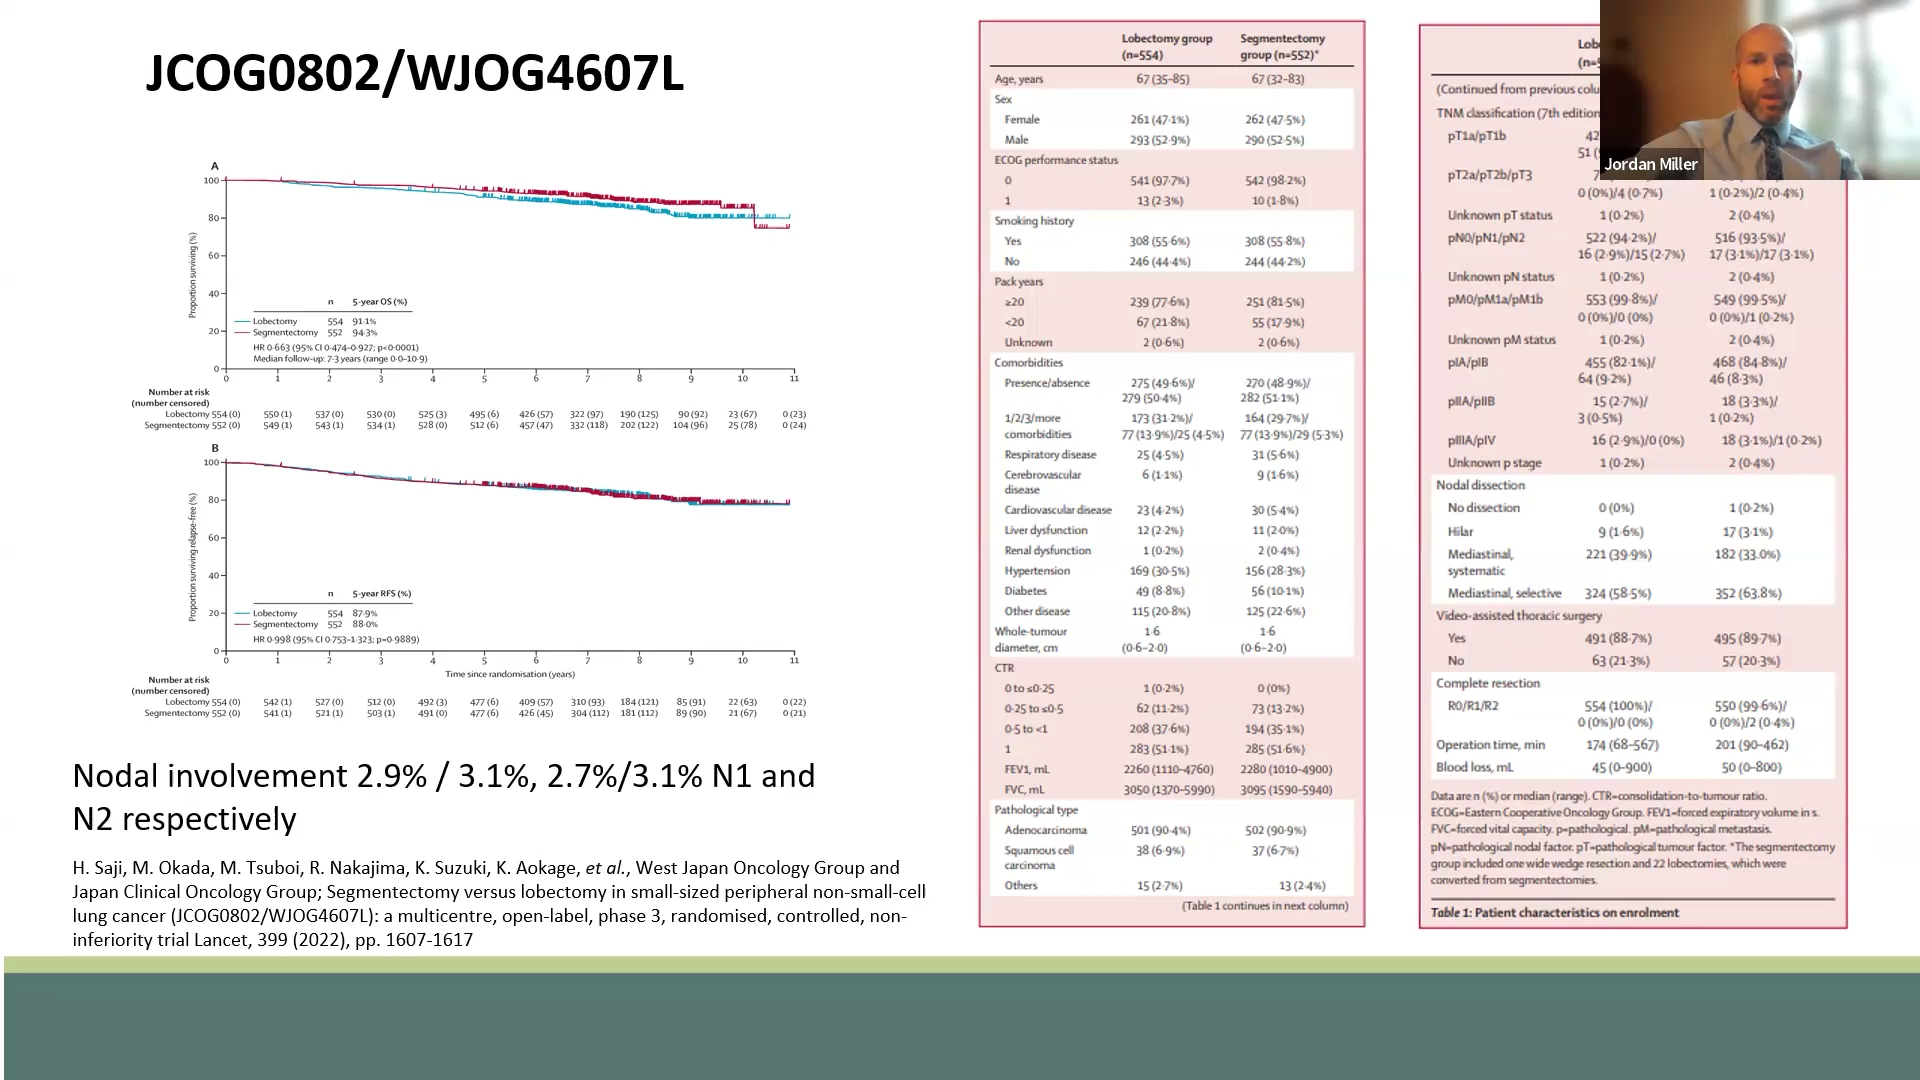 JCOG0802/WJOG4607L
A
100
80
60
40
20
0
Proportion surviving (%)
n 5-year OS (%)
Lobectomy 554 91·1%
Segmentectomy 552 94·3%
HR 0·663 (95% CI 0·474–0·927; p<0·0001)
Median follow-up: 7·3 years (range 0·0–10·9)
0 1 2 3 4 5 6 7 8 9 10 11
Number at risk
(number censored)
Lobectomy 554 (0) 550 (1) 537 (0) 530 (0) 525 (3) 495 (6) 426 (57) 322 (97) 190 (125) 90 (92) 23 (67) 0 (23)
Segmentectomy 552 (0) 549 (1) 543 (1) 534 (1) 528 (0) 512 (6) 457 (47) 332 (118) 202 (122) 104 (96) 25 (78) 0 (24)
B
100
80
60
40
20
0
Proportion surviving relapse-free (%)
n 5-year RFS (%)
Lobectomy 554 87·9%
Segmentectomy 552 88·0%
HR 0·998 (95% CI 0·753–1·323; p=0·9889)
0 1 2 3 4 5 6 7 8 9 10 11
Time since randomisation (years)
Number at risk
(number censored)
Lobectomy 554 (0) 542 (1) 527 (0) 512 (0) 492 (3) 477 (6) 409 (57) 310 (93) 184 (121) 85 (91) 22 (63) 0 (22)
Segmentectomy 552 (0) 541 (1) 521 (1) 503 (1) 491 (0) 477 (6) 426 (45) 304 (112) 181 (112) 89 (90) 21 (67) 0 (21)
Nodal involvement 2.9% / 3.1%, 2.7%/3.1% N1 and
N2 respectively
H. Saji, M. Okada, M. Tsuboi, R. Nakajima, K. Suzuki, K. Aokage, et al., West Japan Oncology Group and
Japan Clinical Oncology Group; Segmentectomy versus lobectomy in small-sized peripheral non-small-cell
lung cancer (JCOG0802/WJOG4607L): a multicentre, open-label, phase 3, randomised, controlled, non-
inferiority trial Lancet, 399 (2022), pp. 1607-1617
Lobectomy group Segmentectomy
(n=554) group (n=552)*
Age, years 67 (35–85) 67 (32–83)
Sex
Female 261 (47·1%) 262 (47·5%)
Male 293 (52·9%) 290 (52·5%)
ECOG performance status
0 541 (97·7%) 542 (98·2%)
1 13 (2·3%) 10 (1·8%)
Smoking history
Yes 308 (55·6%) 308 (55·8%)
No 246 (44·4%) 244 (44·2%)
Pack years
≥20 239 (77·6%) 251 (81·5%)
<20 67 (21·8%) 55 (17·9%)
Unknown 2 (0·6%) 2 (0·6%)
Comorbidities
Presence/absence 275 (49·6%)/ 270 (48·9%)/
279 (50·4%) 282 (51·1%)
1/2/3/more 173 (31·2%)/ 164 (29·7%)/
comorbidities 77 (13·9%)/25 (4·5%) 77 (13·9%)/29 (5·3%)
Respiratory disease 25 (4·5%) 31 (5·6%)
Cerebrovascular 6 (1·1%) 9 (1·6%)
disease
Cardiovascular disease 23 (4·2%) 30 (5·4%)
Liver dysfunction 12 (2·2%) 11 (2·0%)
Renal dysfunction 1 (0·2%) 2 (0·4%)
Hypertension 169 (30·5%) 156 (28·3%)
Diabetes 49 (8·8%) 56 (10·1%)
Other disease 115 (20·8%) 125 (22·6%)
Whole-tumour 1·6 1·6
diameter, cm (0·6–2·0) (0·6–2·0)
CTR
0 to ≤0·25 1 (0·2%) 0 (0%)
0·25 to ≤0·5 62 (11·2%) 73 (13·2%)
0·5 to <1 208 (37·6%) 194 (35·1%)
1 283 (51·1%) 285 (51·6%)
FEV1, mL 2260 (1110–4760) 2280 (1010–4900)
FVC, mL 3050 (1370–5990) 3095 (1590–5940)
Pathological type
Adenocarcinoma 501 (90·4%) 502 (90·9%)
Squamous cell 38 (6·9%) 37 (6·7%)
carcinoma
Others 15 (2·7%) 13 (2·4%)
(Table 1 continues in next column)
(Continued from previous
TNM classification (7th edition
pT1a/pT1b
51
pT2a/pT2b/pT3
0 (0%)/4 (0·7%) 1 (0·2%)/2 (0·4%)
Unknown pT status 1 (0·2%) 2 (0·4%)
pN0/pN1/pN2 522 (94·2%)/ 516 (93·5%)/
16 (2·9%)/15 (2·7%) 17 (3·1%)/17 (3·1%)
Unknown pN status 1 (0·2%) 2 (0·4%)
pM0/pM1a/pM1b 553 (99·8%)/ 549 (99·5%)/
0 (0%)/0 (0%) 0 (0%)/1 (0·2%)
Unknown pM status 1 (0·2%) 2 (0·4%)
pIA/pIB 455 (82·1%)/ 468 (84·8%)/
64 (9·2%) 46 (8·3%)
pIIA/pIIB 15 (2·7%)/ 18 (3·3%)/
3 (0·5%) 1 (0·2%)
pIIIA/pIV 16 (2·9%)/0 (0%) 18 (3·1%)/1 (0·2%)
Unknown p stage 1 (0·2%) 2 (0·4%)
Nodal dissection
No dissection 0 (0%) 1 (0·2%)
Hilar 9 (1·6%) 17 (3·1%)
Mediastinal, 221 (39·9%) 182 (33.0%)
systematic
Mediastinal, selective 324 (58·5%) 352 (63.8%)
Video-assisted thoracic surgery
Yes 491 (88·7%) 495 (89·7%)
No 63 (21·3%) 57 (20·3%)
Complete resection
R0/R1/R2 554 (100%)/ 550 (99·6%)/
0 (0%)/0 (0%) 0 (0%)/2 (0·4%)
Operation time, min 174 (68–567) 201 (90–462)
Blood loss, mL 45 (0–900) 50 (0–800)
Data are n (%) or median (range). CTR=consolidation-to-tumour ratio.
ECOG=Eastern Cooperative Oncology Group. FEV1=forced expiratory volume in s.
FVC=forced vital capacity. p=pathological. pM=pathological metastasis.
pN=pathological nodal factor. pT=pathological tumour factor. *The segmentectomy
group included one wide wedge resection and 22 lobectomies, which were
converted from segmentectomies.
Table 1: Patient characteristics on enrolment
Jordan Miller